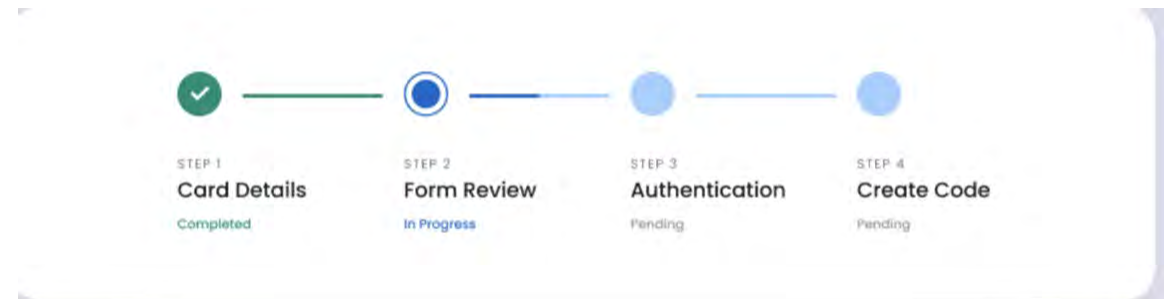 STEP 1
Card Details
Completed
STEP 2
Form Review
In Progress
STEP 3
Authentication
Pending
STEP 4
Create Code
Pending